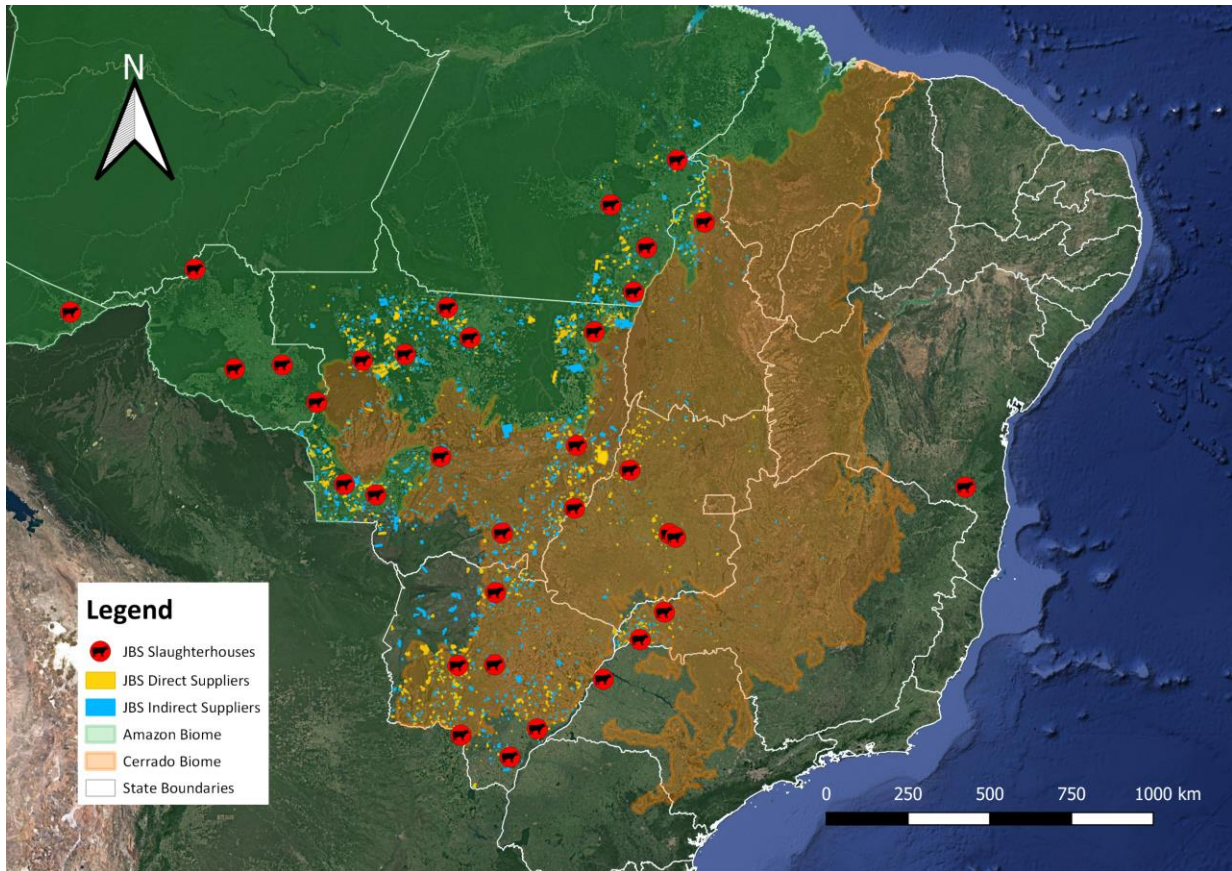 N
Legend
JBS Slaughterhouses
JBS Direct Suppliers
JBS Indirect Suppliers
Amazon Biome
Cerrado Biome
State Boundaries
0 250 500 750 1000 km